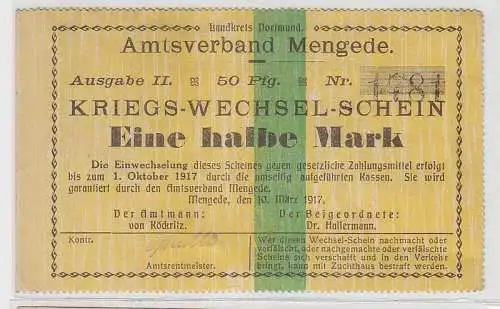 Landkreis Dortmund.
Amtsverband Mengede.
Ausgabe II. 50 Pfg. Nr. 1781
KRIEGS-WECHSEL-SCHEIN
Eine halbe Mark
Die Einwechselung dieses Scheines gegen gesetzliche Zahlungsmittel erfolgt
bis zum 1. Oktober 1917 durch die umseitig aufgeführten Kassen. Sie wird
garantiert durch den Amtsverband Mengede.
Mengede, den 10. März 1917.
Der Amtmann: Der Beigeordnete:
von Ködritz. Dr. Hollermann.
Kontr.
Amtsrentmeister.
Wer diesen Wechsel-Schein nachmacht oder
verfälscht, oder nachgemachte oder verfälschte
Scheine sich verschafft und in den Verkehr
bringt, kann mit Zuchthaus bestraft werden.